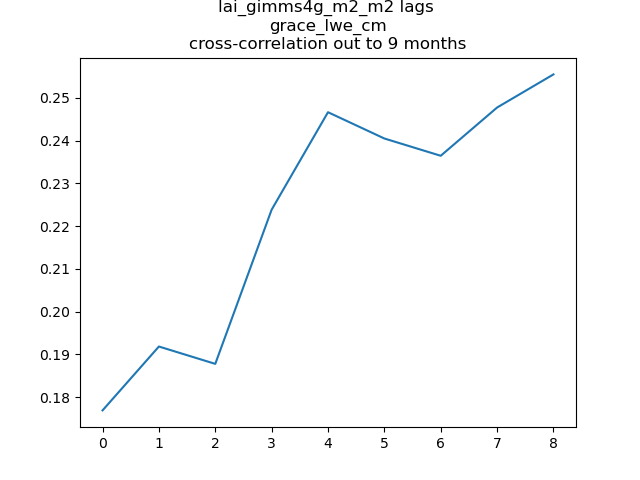 lai_gimms4g_m2_m2 lags
grace_lwe_cm
cross-correlation out to 9 months
0.25
0.24
0.23
0.22
0.21
0.20
0.19
0.18
0 1 2 3 4 5 6 7 8